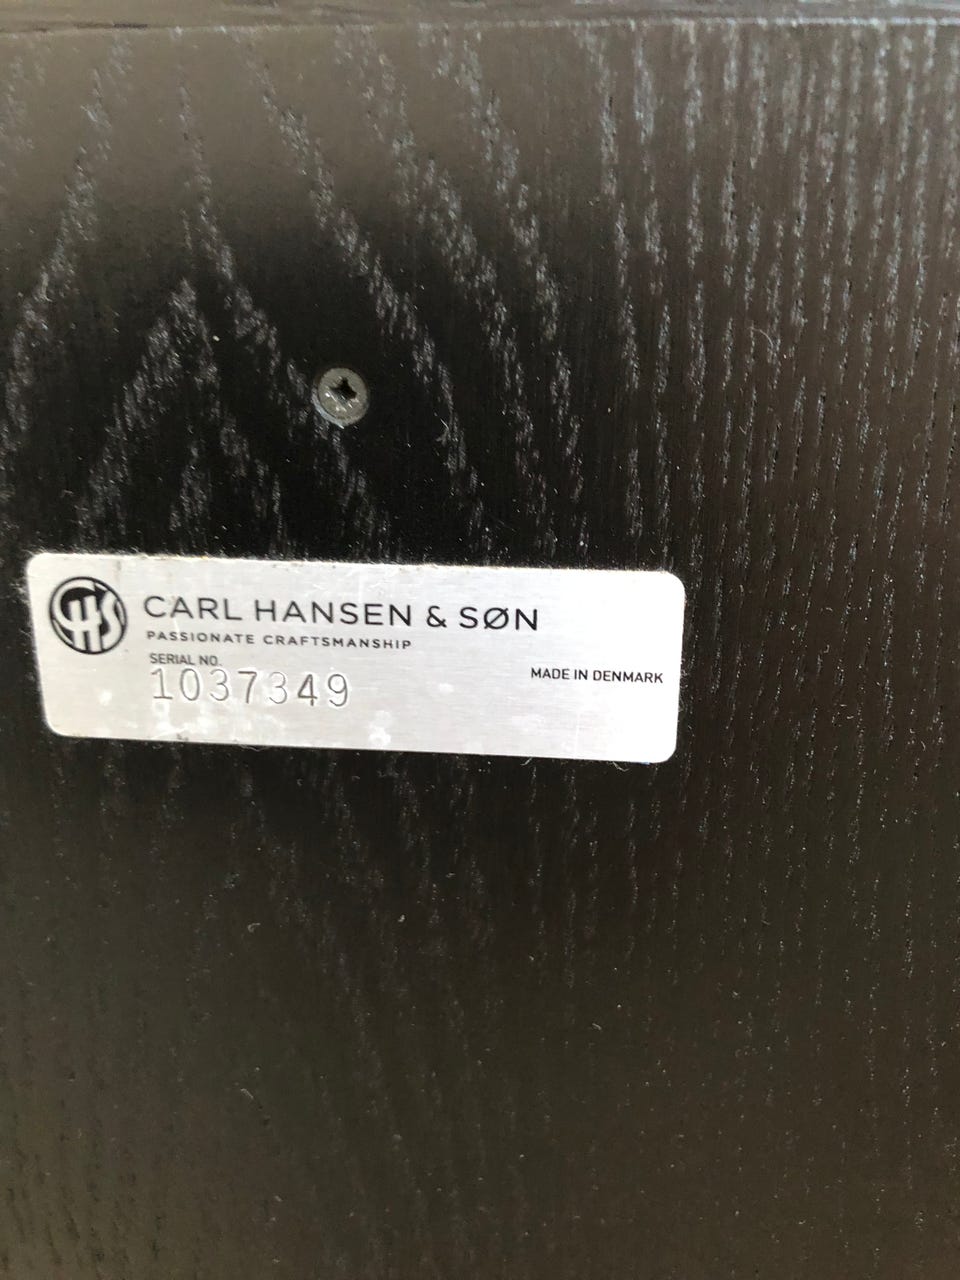 CARL HANSEN & SØN
PASSIONATE CRAFTSMANSHIP
SERIAL NO.
1037349
MADE IN DENMARK